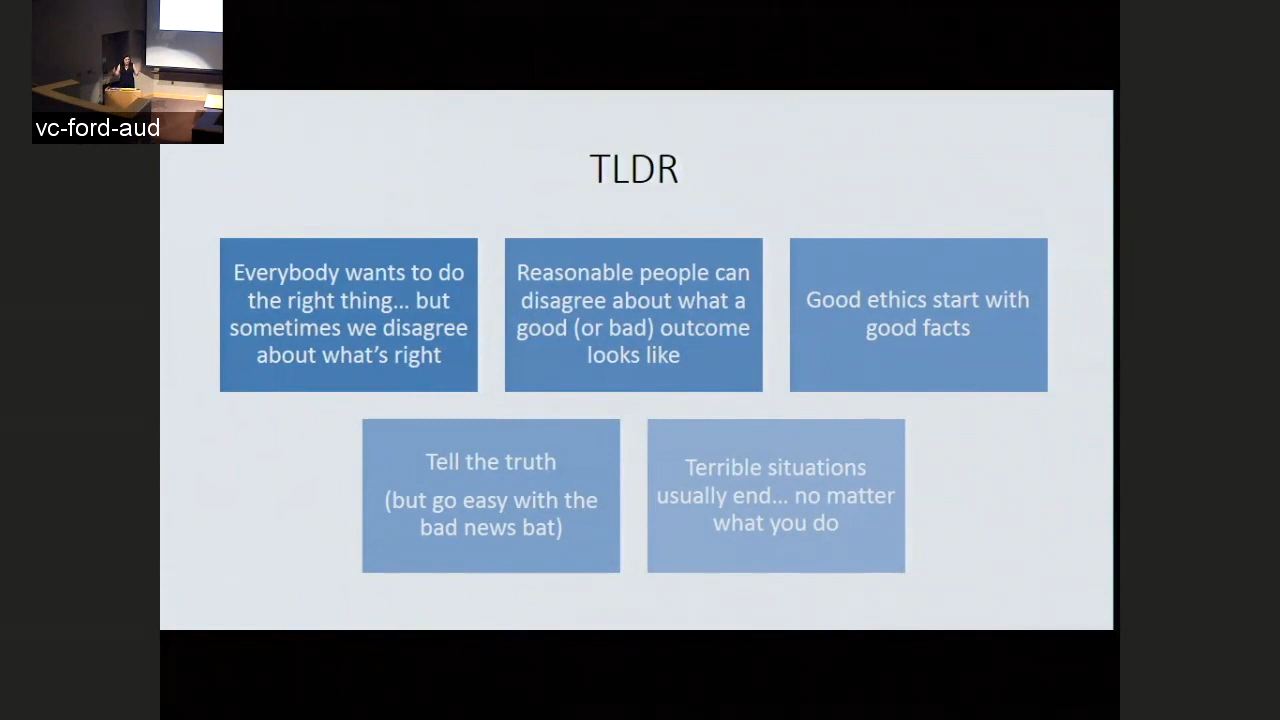 vc-ford-aud
TLDR
Everybody wants to do
the right thing... but
sometimes we disagree
about what's right
Reasonable people can
disagree about what a
good (or bad) outcome
looks like
Good ethics start with
good facts
Tell the truth
(but go easy with the
bad news bat)
Terrible situations
usually end... no matter
what you do